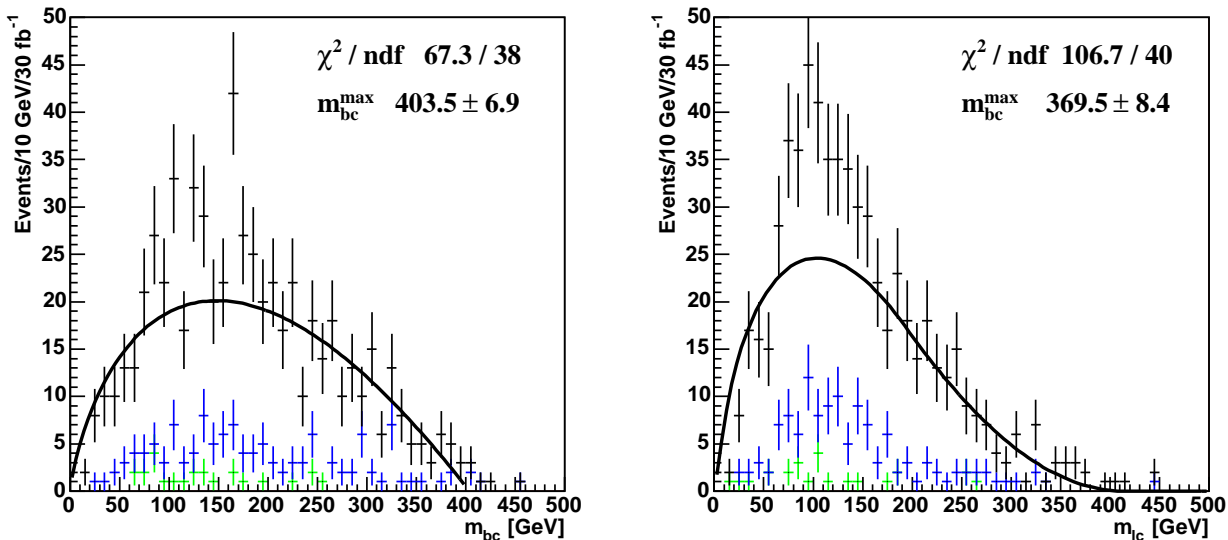 Events/10 GeV/30 fb⁻¹
50
45
40
35
30
25
20
15
10
5
0
χ² / ndf 67.3 / 38
m_bc^max 403.5 ± 6.9
0 50 100 150 200 250 300 350 400 450 500
m_bc [GeV]
Events/10 GeV/30 fb⁻¹
50
45
40
35
30
25
20
15
10
5
0
χ² / ndf 106.7 / 40
m_bc^max 369.5 ± 8.4
0 50 100 150 200 250 300 350 400 450 500
m_lc [GeV]